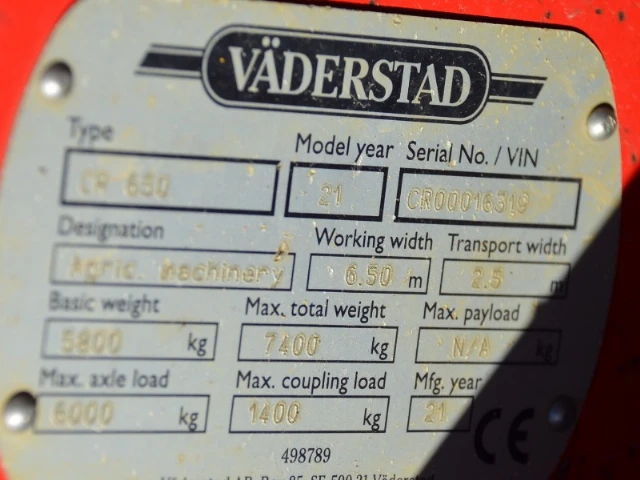 VÄDERSTAD
Type Model year Serial No. / VIN
CR 650 21 CR00016319
Designation Working width Transport width
Agric. machinery 6.50 m 2.5 m
Basic weight Max. total weight Max. payload
5800 kg 7400 kg N/A kg
Max. axle load Max. coupling load Mfg. year
6000 kg 1400 kg 21
CE
498789